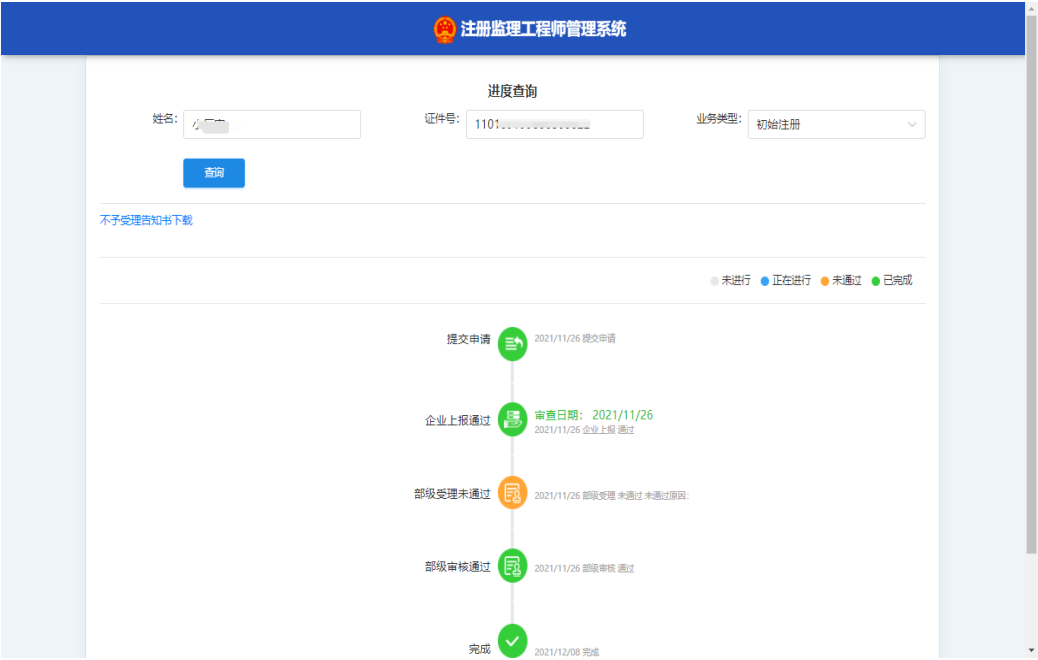 注册监理工程师管理系统
进度查询
姓名：
证件号： 1101
业务类型： 初始注册
查询
不予受理告知书下载
未进行 正在进行 未通过 已完成
提交申请 2021/11/26 提交申请
企业上报通过 审查日期： 2021/11/26
2021/11/26 企业上报 通过
部级受理未通过 2021/11/26 部级受理 未通过 未通过原因：
部级审核通过 2021/11/26 部级审核 通过
完成 2021/12/08 完成